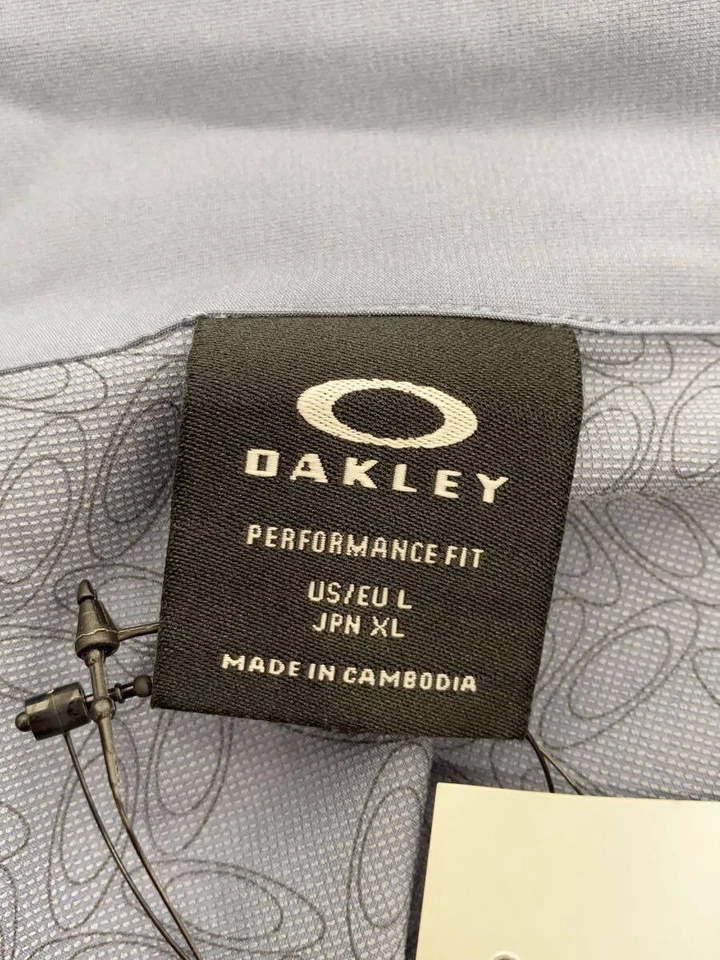 OAKLEY
PERFORMANCE FIT
US/EU L
JPN XL
MADE IN CAMBODIA